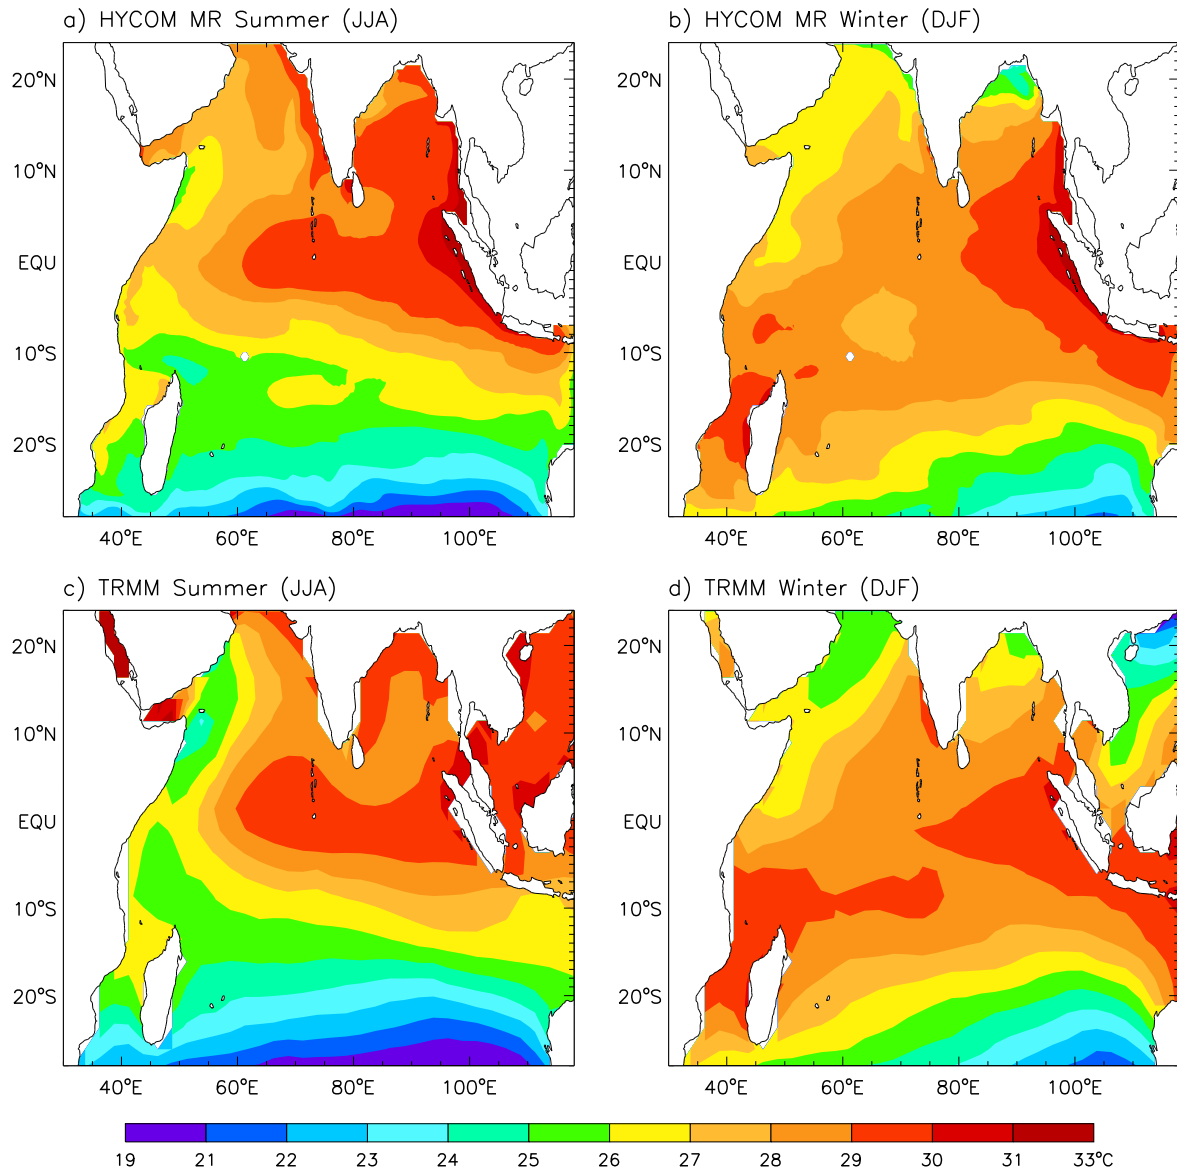 a) HYCOM MR Summer (JJA)
b) HYCOM MR Winter (DJF)
20°N
10°N
EQU
10°S
20°S
40°E 60°E 80°E 100°E
20°N
10°N
EQU
10°S
20°S
40°E 60°E 80°E 100°E
c) TRMM Summer (JJA)
d) TRMM Winter (DJF)
20°N
10°N
EQU
10°S
20°S
40°E 60°E 80°E 100°E
20°N
10°N
EQU
10°S
20°S
40°E 60°E 80°E 100°E
19 21 22 23 24 25 26 27 28 29 30 31 33°C